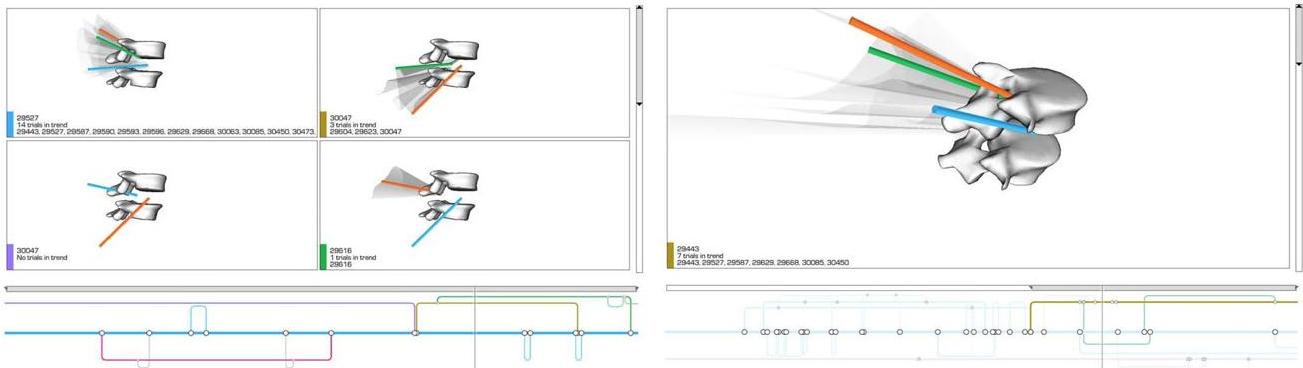 29527
14 trials in trend
29443, 29527, 29587, 29590, 29593, 29596, 29629, 29668, 30063, 30085, 30450, 30473,
30047
3 trials in trend
29604, 29623, 30047
30047
No trials in trend
29616
1 trials in trend
29616
29443
7 trials in trend
29443, 29527, 29587, 29629, 29668, 30085, 30450